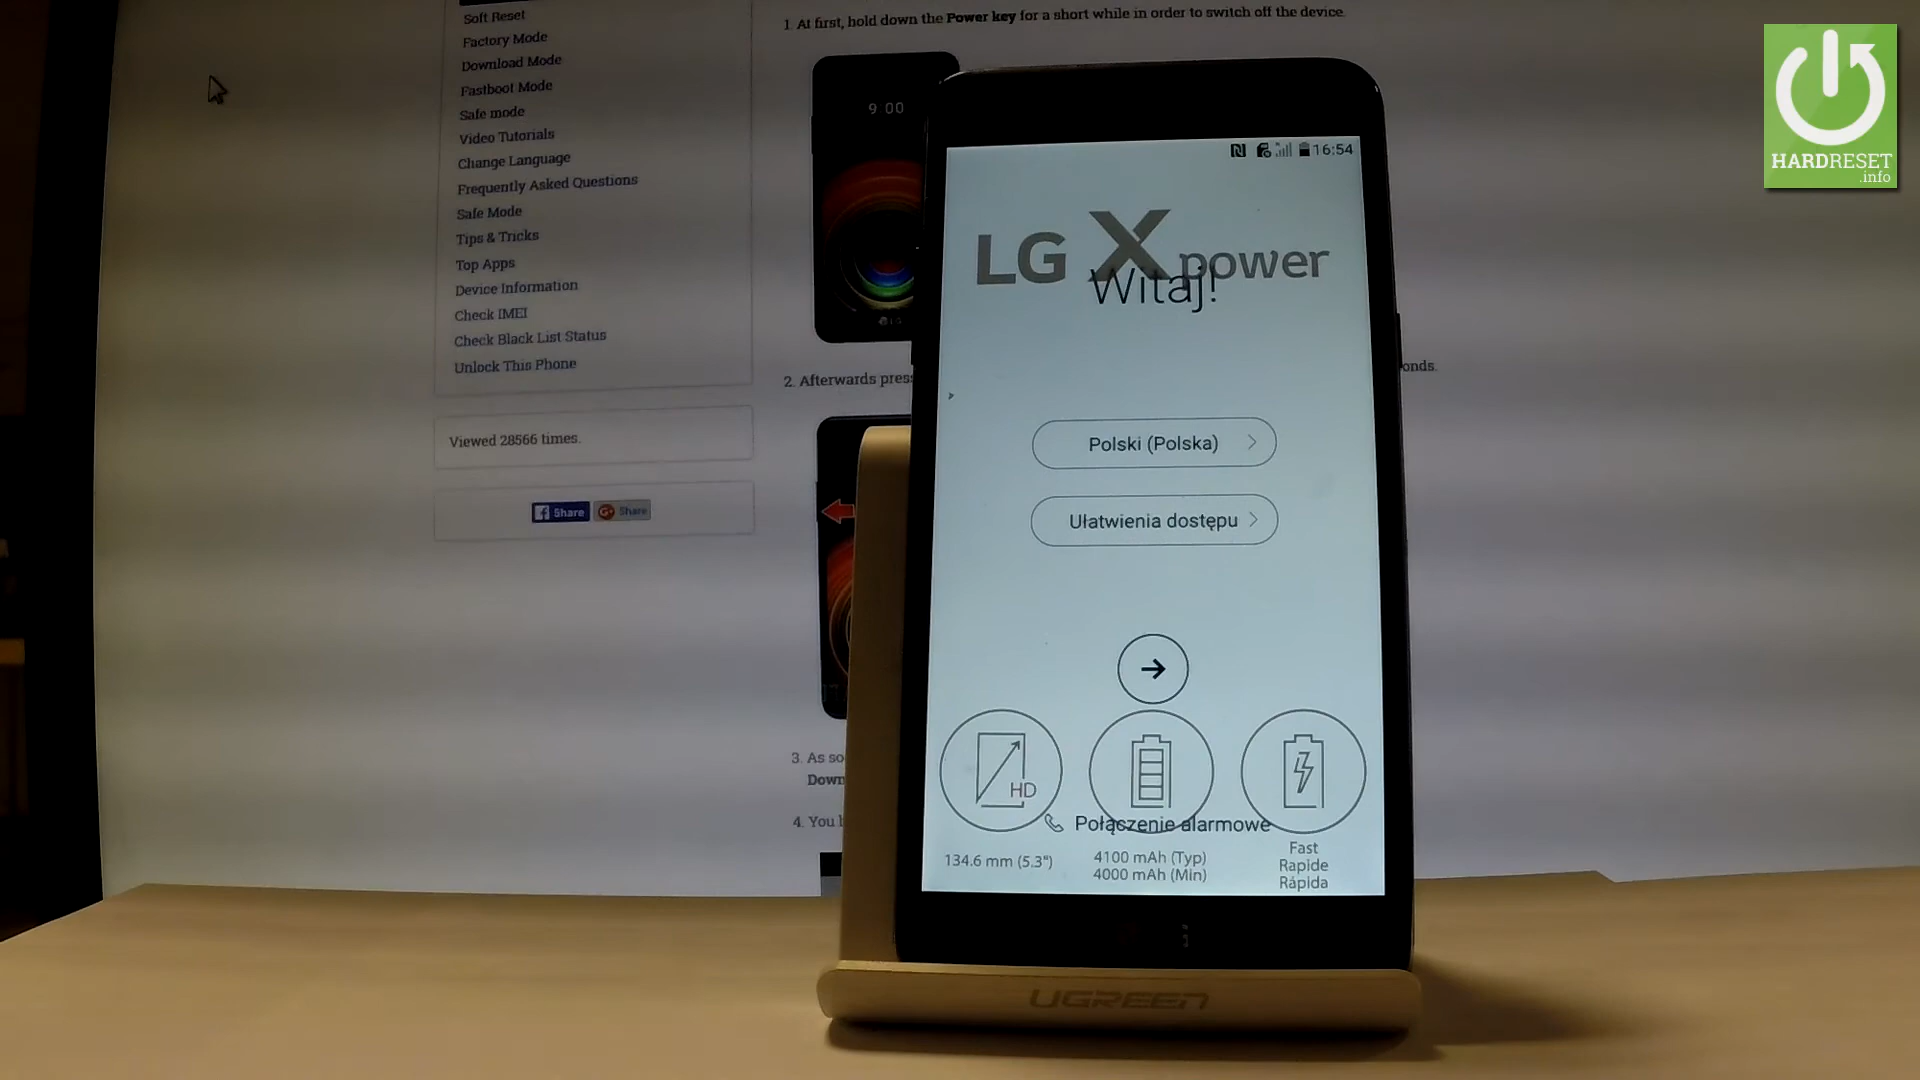 Soft Reset
Factory Mode
Download Mode
Fastboot Mode
Safe mode
Video Tutorials
Change Language
Frequently Asked Questions
Safe Mode
Tips & Tricks
Top Apps
Device Information
Check IMEI
Check Black List Status
Unlock This Phone
Viewed 28566 times.
Share
Share
1. At first, hold down the Power key for a short while in order to switch off the device.
9 00
2. Afterwards press
onds.
3. As so
Down
4. You
16:54
LG X power
Witaj!
Polski (Polska)
Ułatwienia dostępu
HD
Połączenie alarmowe
134.6 mm (5.3")
4100 mAh (Typ)
4000 mAh (Min)
Fast
Rapide
Rápida
UGREEN
HARDRESET
.info